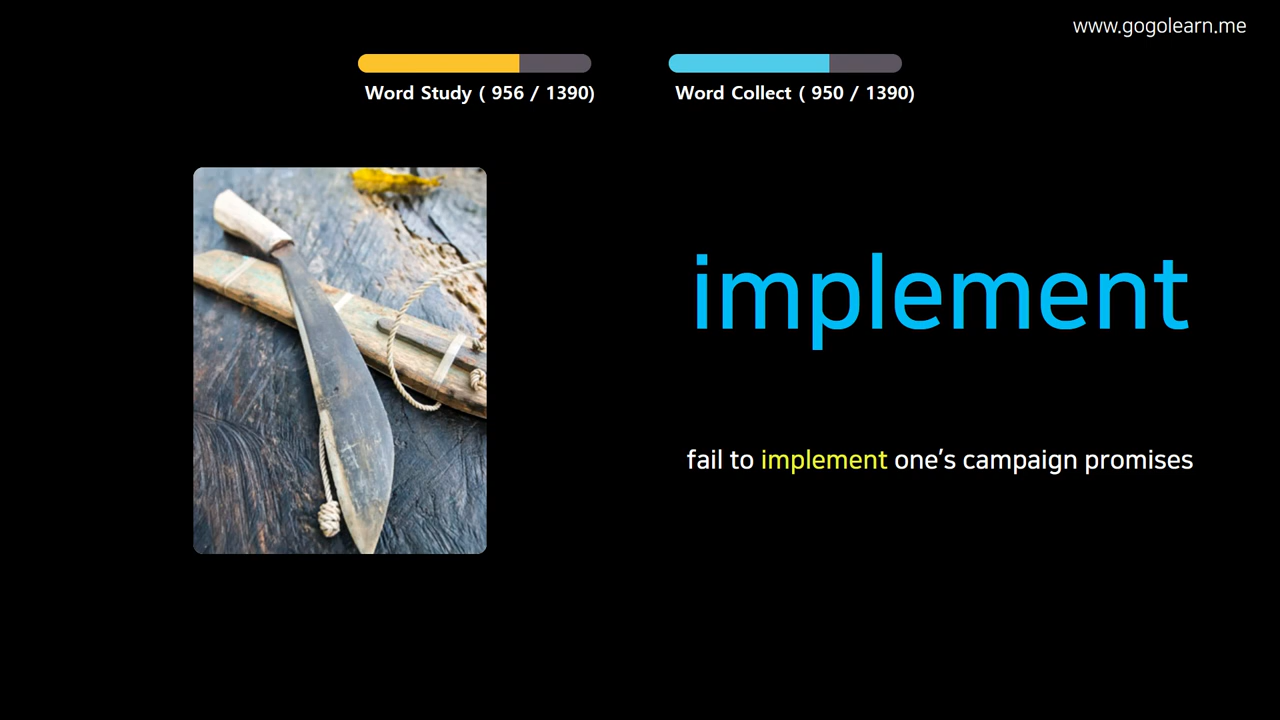 www.gogolearn.me
Word Study ( 956 / 1390)
Word Collect ( 950 / 1390)
implement
fail to implement one's campaign promises